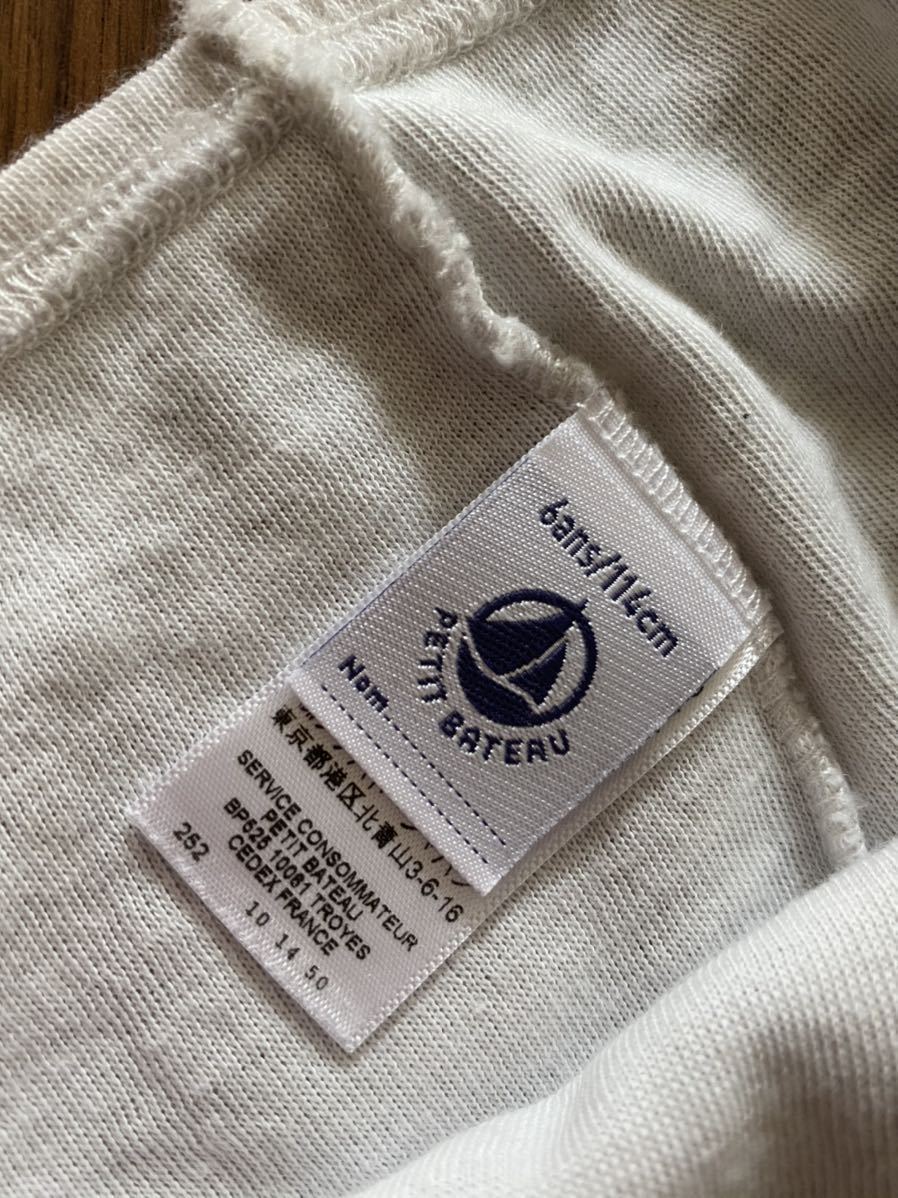 6ans/114cm
PETIT BATEAU
Nom
東京都港区北青山3-6-16
SERVICE CONSOMMATEUR
PETIT BATEAU
BP525 10081 TROYES
CEDEX FRANCE
252 10 14 50